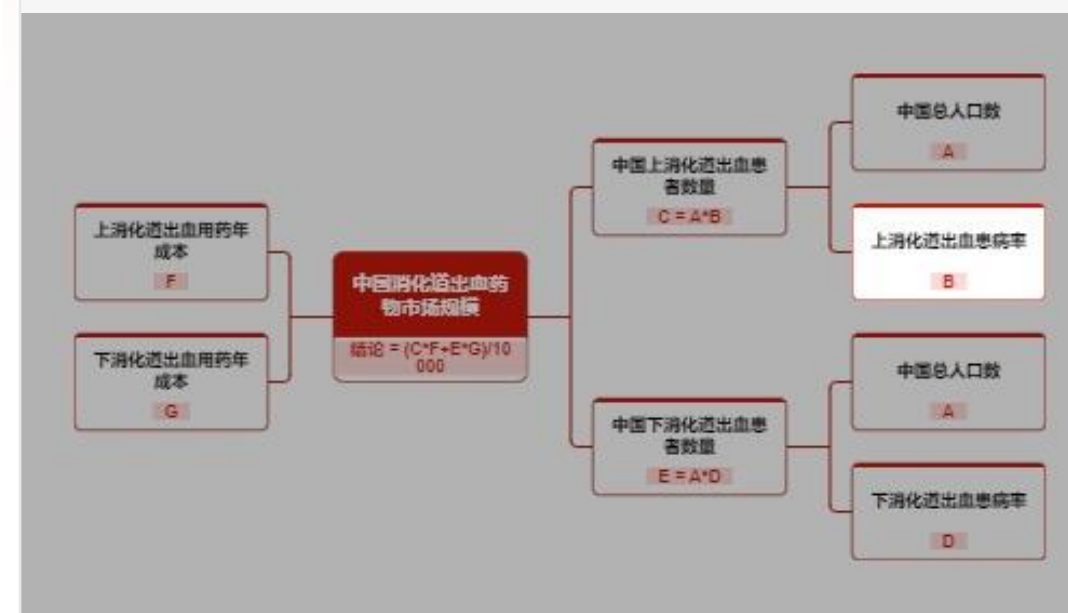 中国总人口数
A
中国上消化道出血患
者数量
C = A*B
上消化道出血患病率
B
上消化道出血用药年
成本
F
中国消化道出血药
物市场规模
结论 = (C*F+E*G)/10
000
下消化道出血用药年
成本
G
中国总人口数
A
中国下消化道出血患
者数量
E = A*D
下消化道出血患病率
D